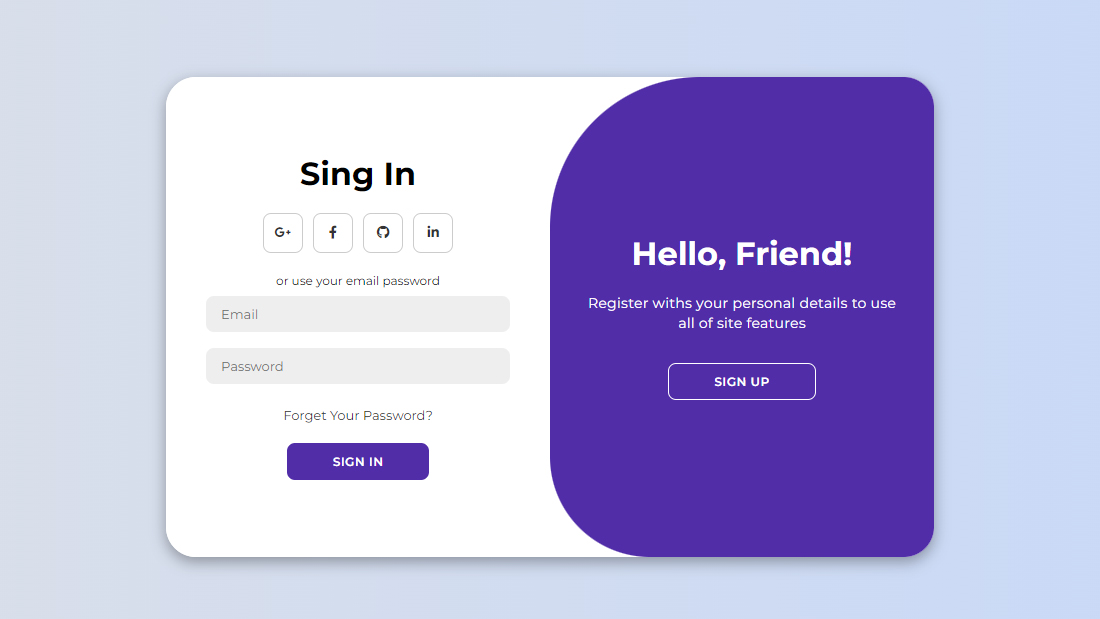 Sing In
G+
f
in
or use your email password
Email
Password
Forget Your Password?
SIGN IN
Hello, Friend!
Register withs your personal details to use
all of site features
SIGN UP